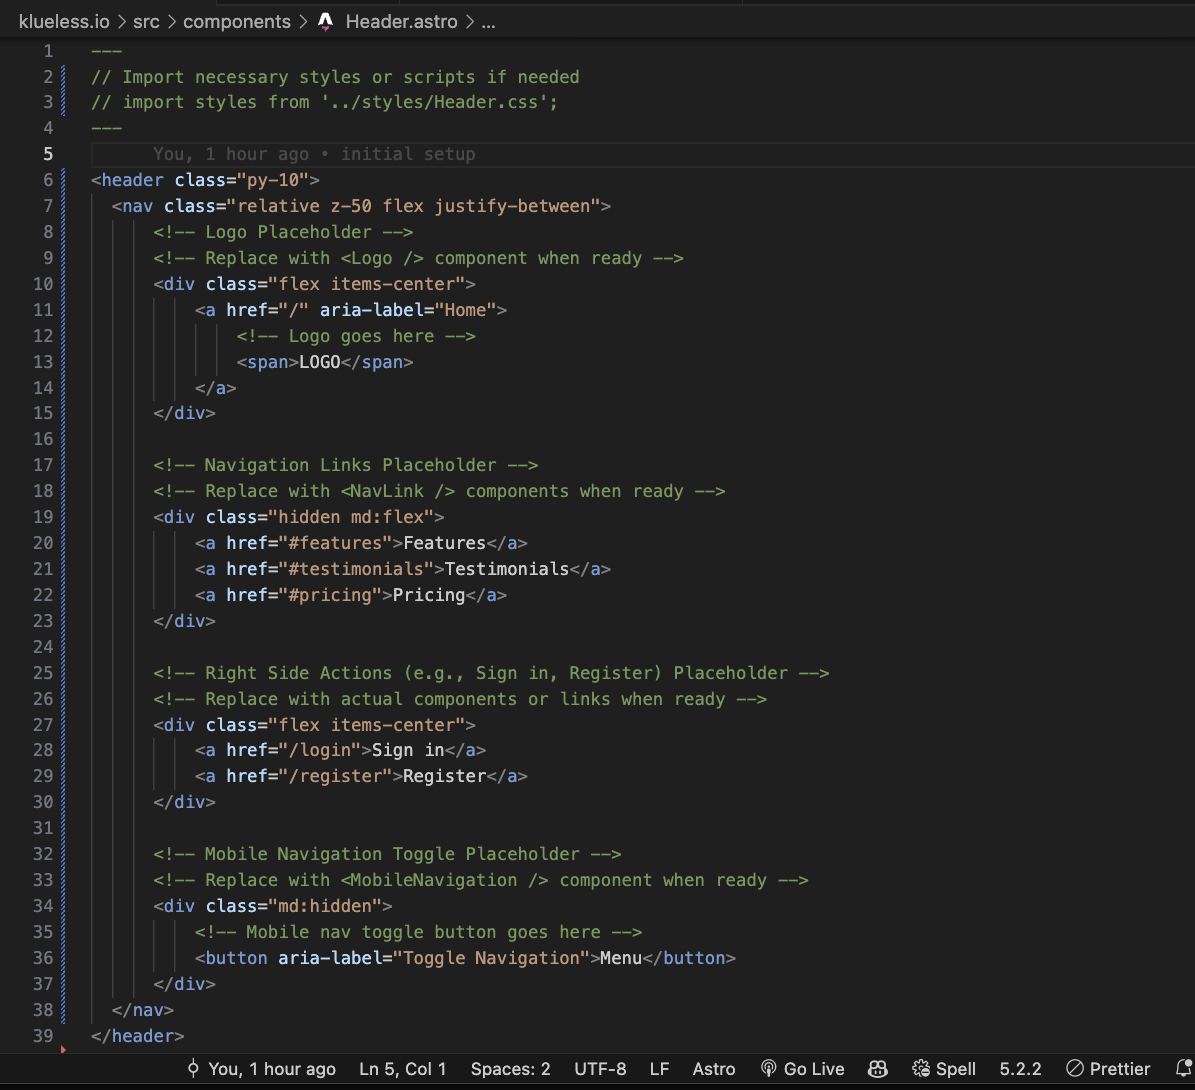 klueless.io > src > components > Header.astro > ...
1 ---
2 // Import necessary styles or scripts if needed
3 // import styles from '../styles/Header.css';
4 ---
5 You, 1 hour ago • initial setup
6 <header class="py-10">
7 <nav class="relative z-50 flex justify-between">
8 <!-- Logo Placeholder -->
9 <!-- Replace with <Logo /> component when ready -->
10 <div class="flex items-center">
11 <a href="/" aria-label="Home">
12 <!-- Logo goes here -->
13 <span>LOGO</span>
14 </a>
15 </div>
16
17 <!-- Navigation Links Placeholder -->
18 <!-- Replace with <NavLink /> components when ready -->
19 <div class="hidden md:flex">
20 <a href="#features">Features</a>
21 <a href="#testimonials">Testimonials</a>
22 <a href="#pricing">Pricing</a>
23 </div>
24
25 <!-- Right Side Actions (e.g., Sign in, Register) Placeholder -->
26 <!-- Replace with actual components or links when ready -->
27 <div class="flex items-center">
28 <a href="/login">Sign in</a>
29 <a href="/register">Register</a>
30 </div>
31
32 <!-- Mobile Navigation Toggle Placeholder -->
33 <!-- Replace with <MobileNavigation /> component when ready -->
34 <div class="md:hidden">
35 <!-- Mobile nav toggle button goes here -->
36 <button aria-label="Toggle Navigation">Menu</button>
37 </div>
38 </nav>
39 </header>
You, 1 hour ago Ln 5, Col 1 Spaces: 2 UTF-8 LF Astro Go Live Spell 5.2.2 Prettier